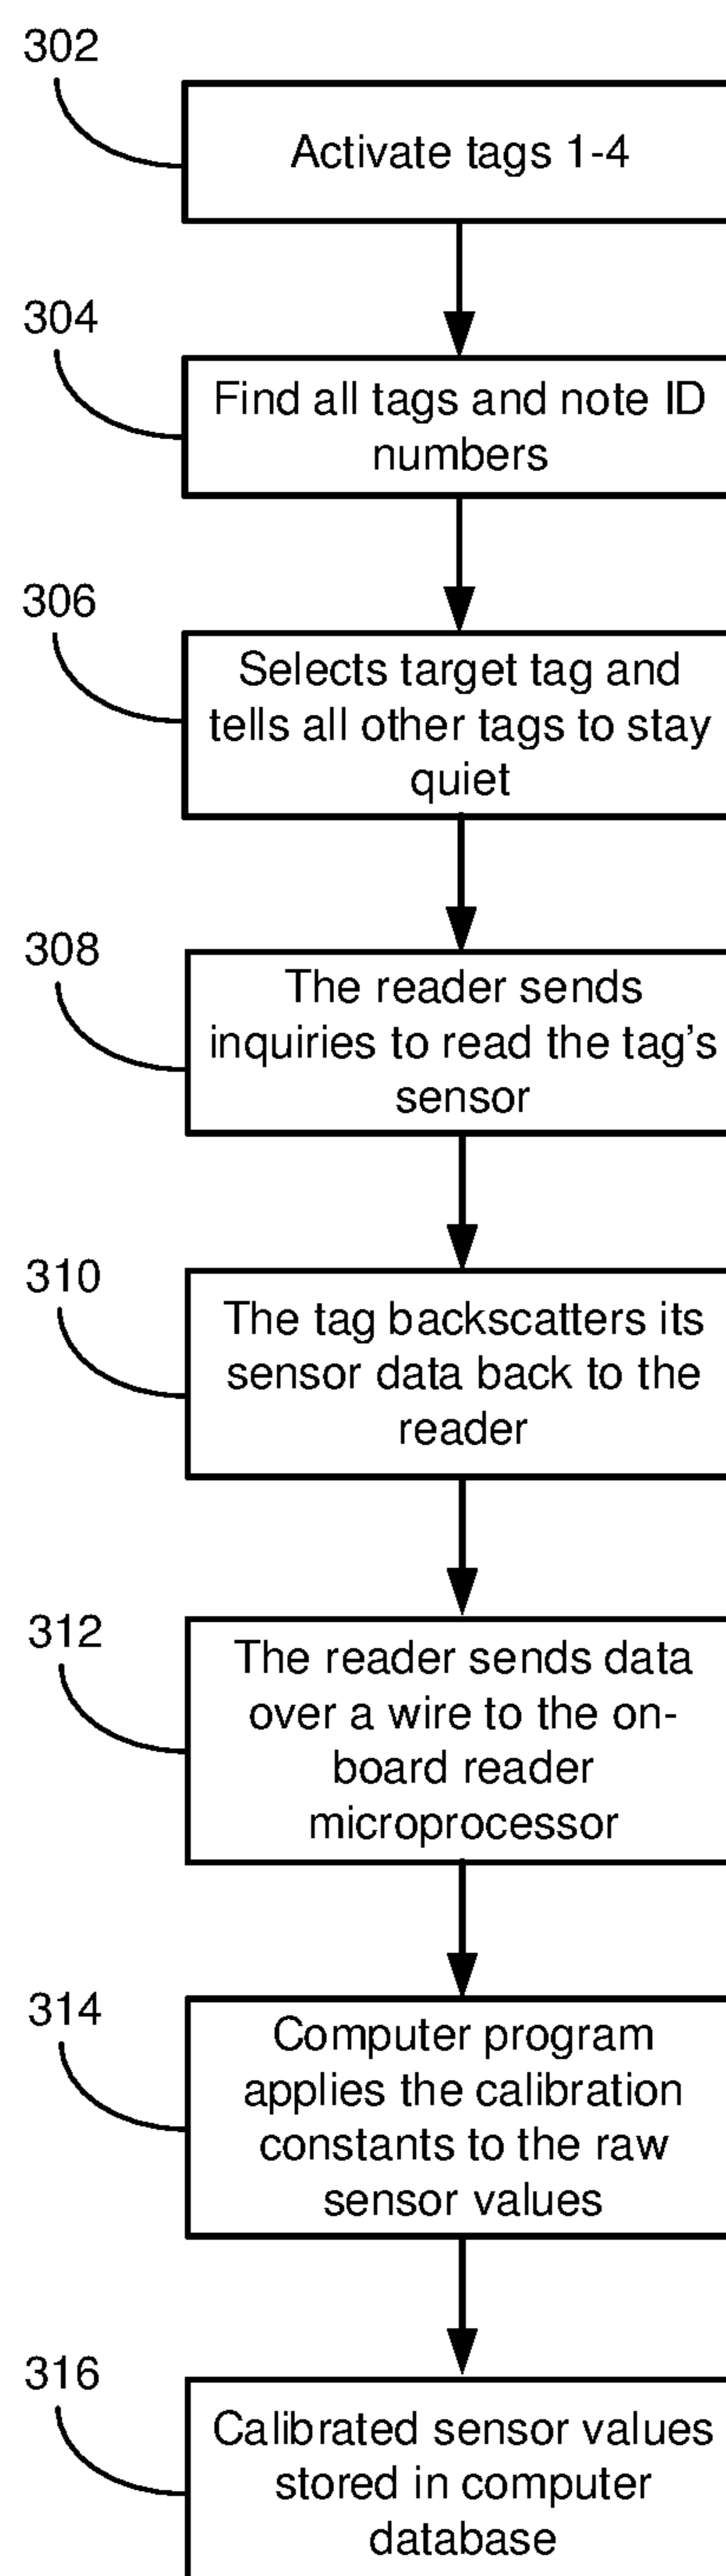 302
Activate tags 1-4
304
Find all tags and note ID
numbers
306
Selects target tag and
tells all other tags to stay
quiet
308
The reader sends
inquiries to read the tag's
sensor
310
The tag backscatters its
sensor data back to the
reader
312
The reader sends data
over a wire to the on-
board reader
microprocessor
314
Computer program
applies the calibration
constants to the raw
sensor values
316
Calibrated sensor values
stored in computer
database